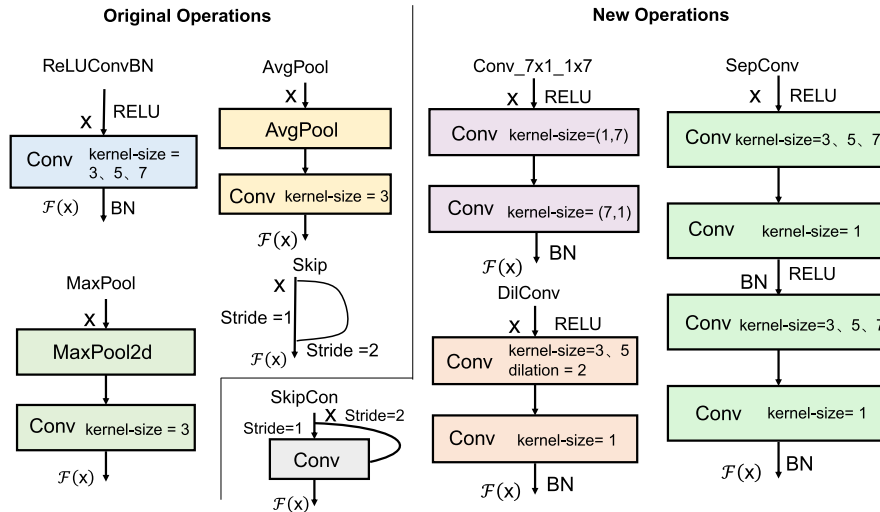 Original Operations
ReLUConvBN
X
RELU
Conv
kernel-size =
3、5、7
ℱ(x)
BN
AvgPool
X
AvgPool
Conv kernel-size = 3
ℱ(x)
MaxPool
X
MaxPool2d
Conv kernel-size = 3
ℱ(x)
Skip
X
Stride =1
Stride =2
ℱ(x)
New Operations
SkipCon
X
Stride=2
Stride=1
Conv
ℱ(x)
Conv_7x1_1x7
X
RELU
Conv kernel-size=(1,7)
Conv kernel-size= (7,1)
BN
ℱ(x)
DilConv
X
RELU
Conv
kernel-size=3、5
dilation = 2
Conv kernel-size= 1
ℱ(x)
BN
SepConv
X
RELU
Conv kernel-size=3、5、7
Conv kernel-size= 1
BN
RELU
Conv kernel-size=3、5、7
Conv kernel-size= 1
ℱ(x)
BN